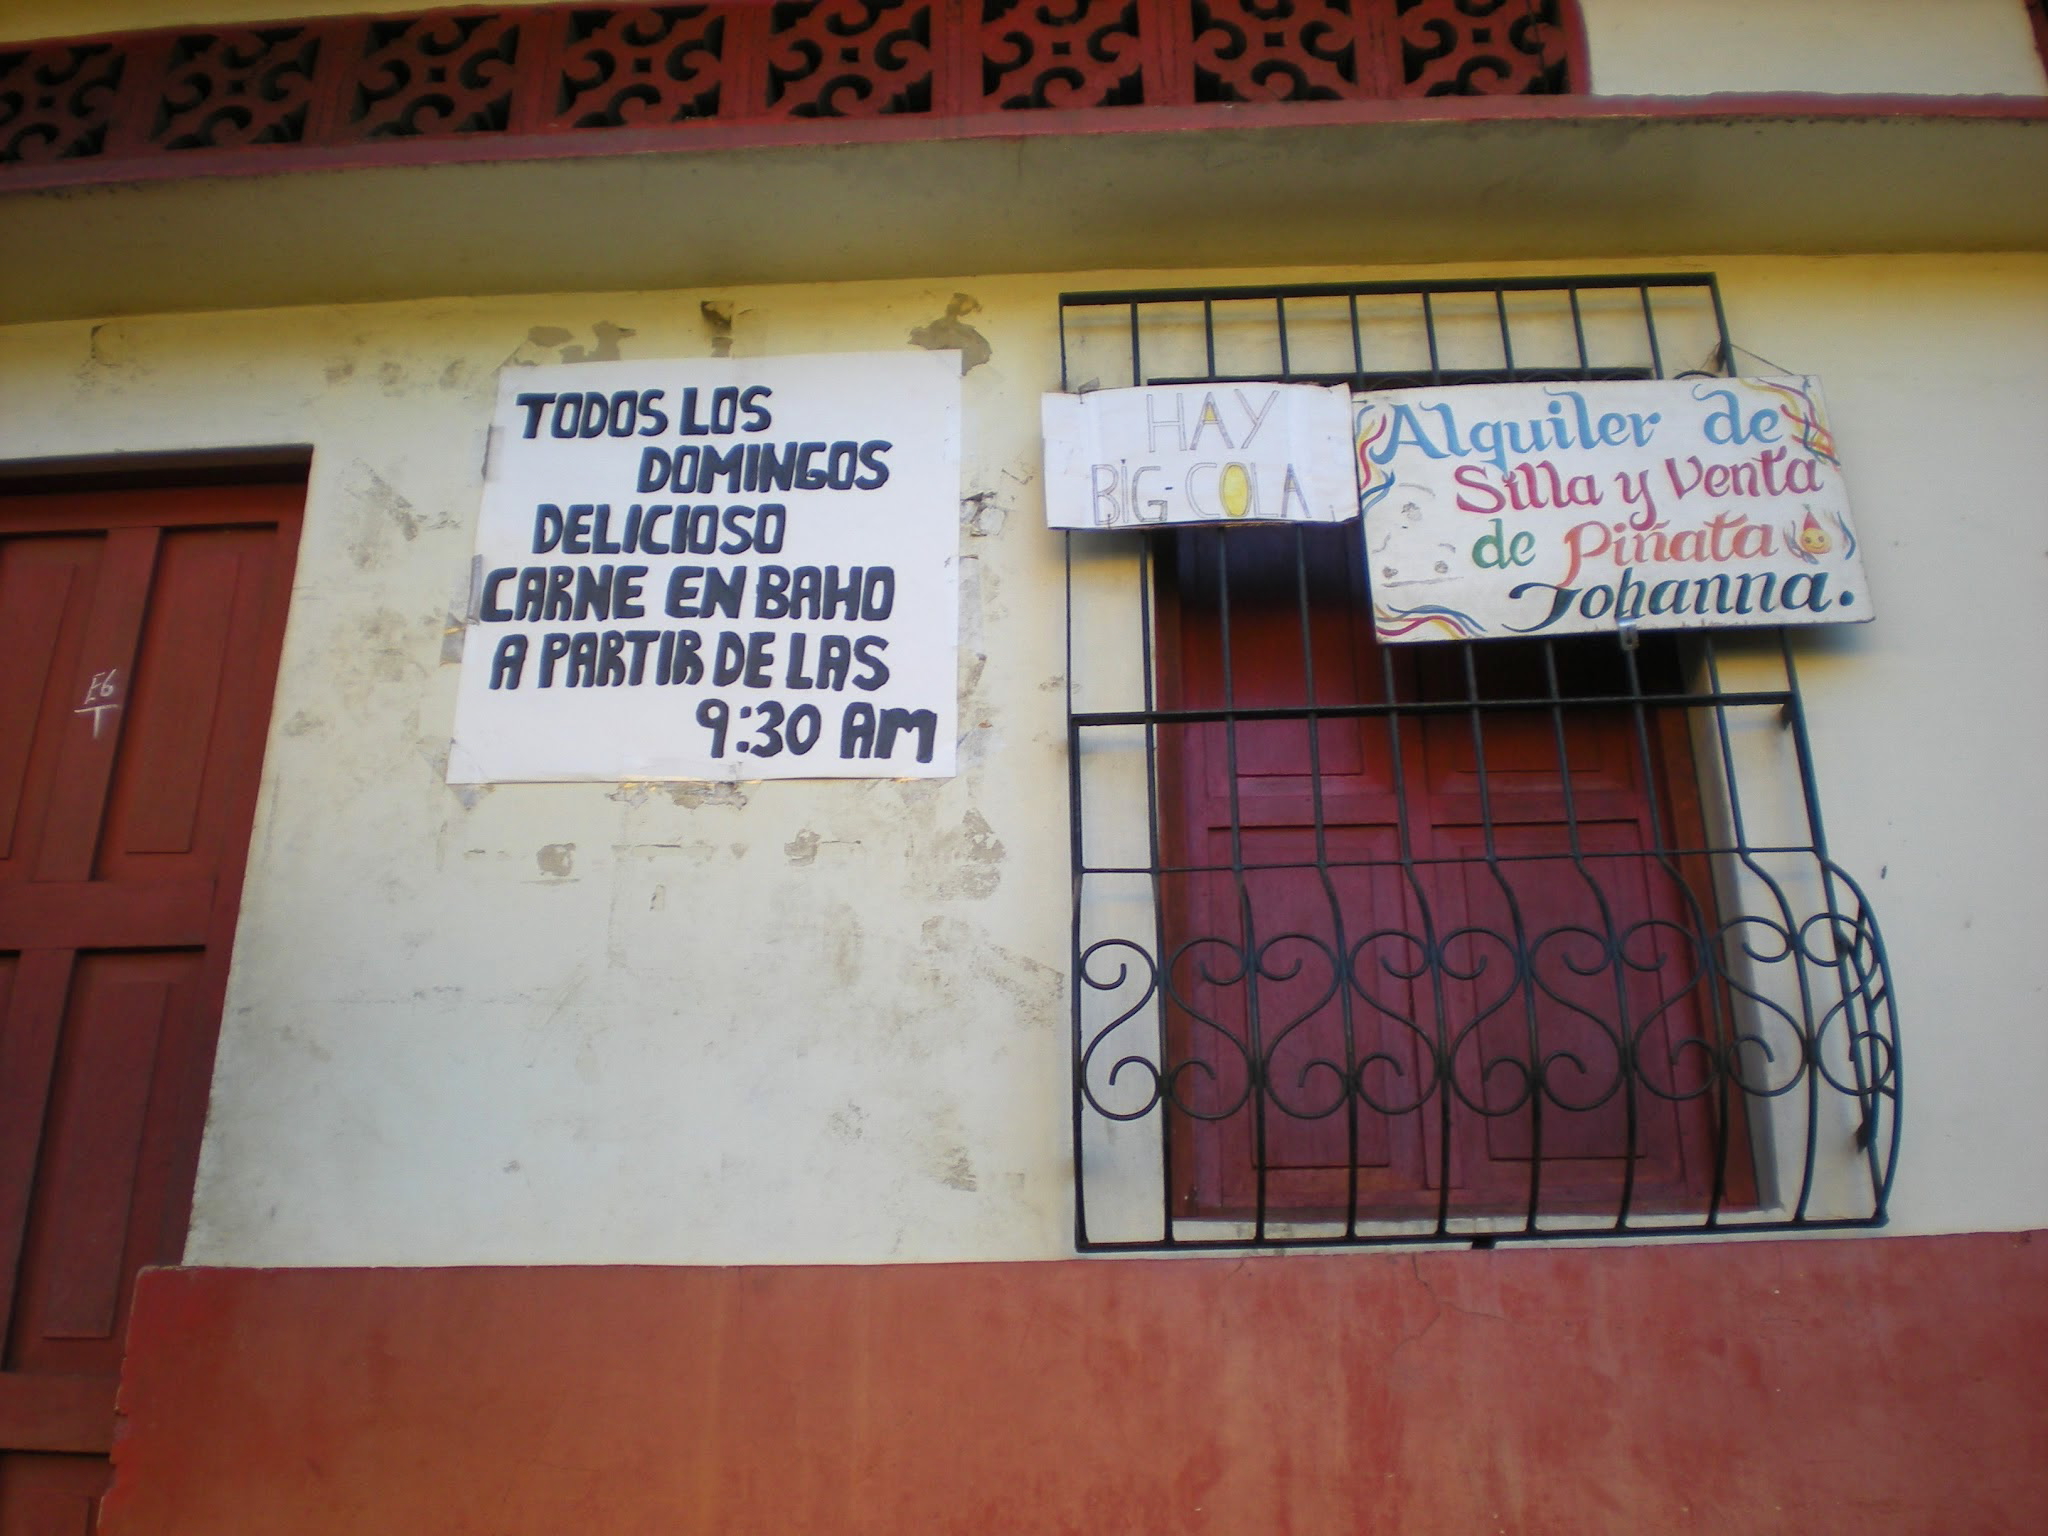 TODOS LOS
DOMINGOS
DELICIOSO
CARNE EN BAHO
A PARTIR DE LAS
9:30 AM
HAY
BIG-COLA
Alquiler de
Silla y Venta
de Piñata
Johanna.
E6
T